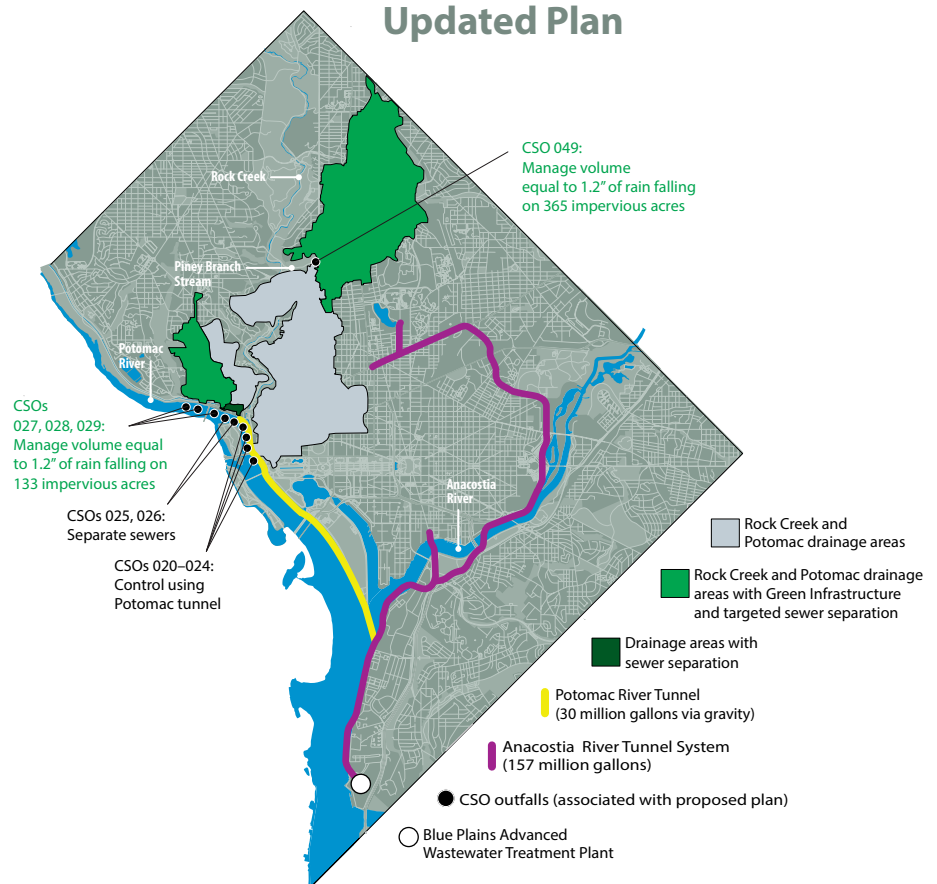 Updated Plan
CSO 049:
Manage volume
equal to 1.2” of rain falling
on 365 impervious acres
Rock Creek
Piney Branch
Stream
Potomac
River
CSOs
027, 028, 029:
Manage volume equal
to 1.2” of rain falling on
133 impervious acres
CSOs 025, 026:
Separate sewers
CSOs 020–024:
Control using
Potomac tunnel
Anacostia
River
Rock Creek and
Potomac drainage areas
Rock Creek and Potomac drainage
areas with Green Infrastructure
and targeted sewer separation
Drainage areas with
sewer separation
Potomac River Tunnel
(30 million gallons via gravity)
Anacostia River Tunnel System
(157 million gallons)
CSO outfalls (associated with proposed plan)
Blue Plains Advanced
Wastewater Treatment Plant